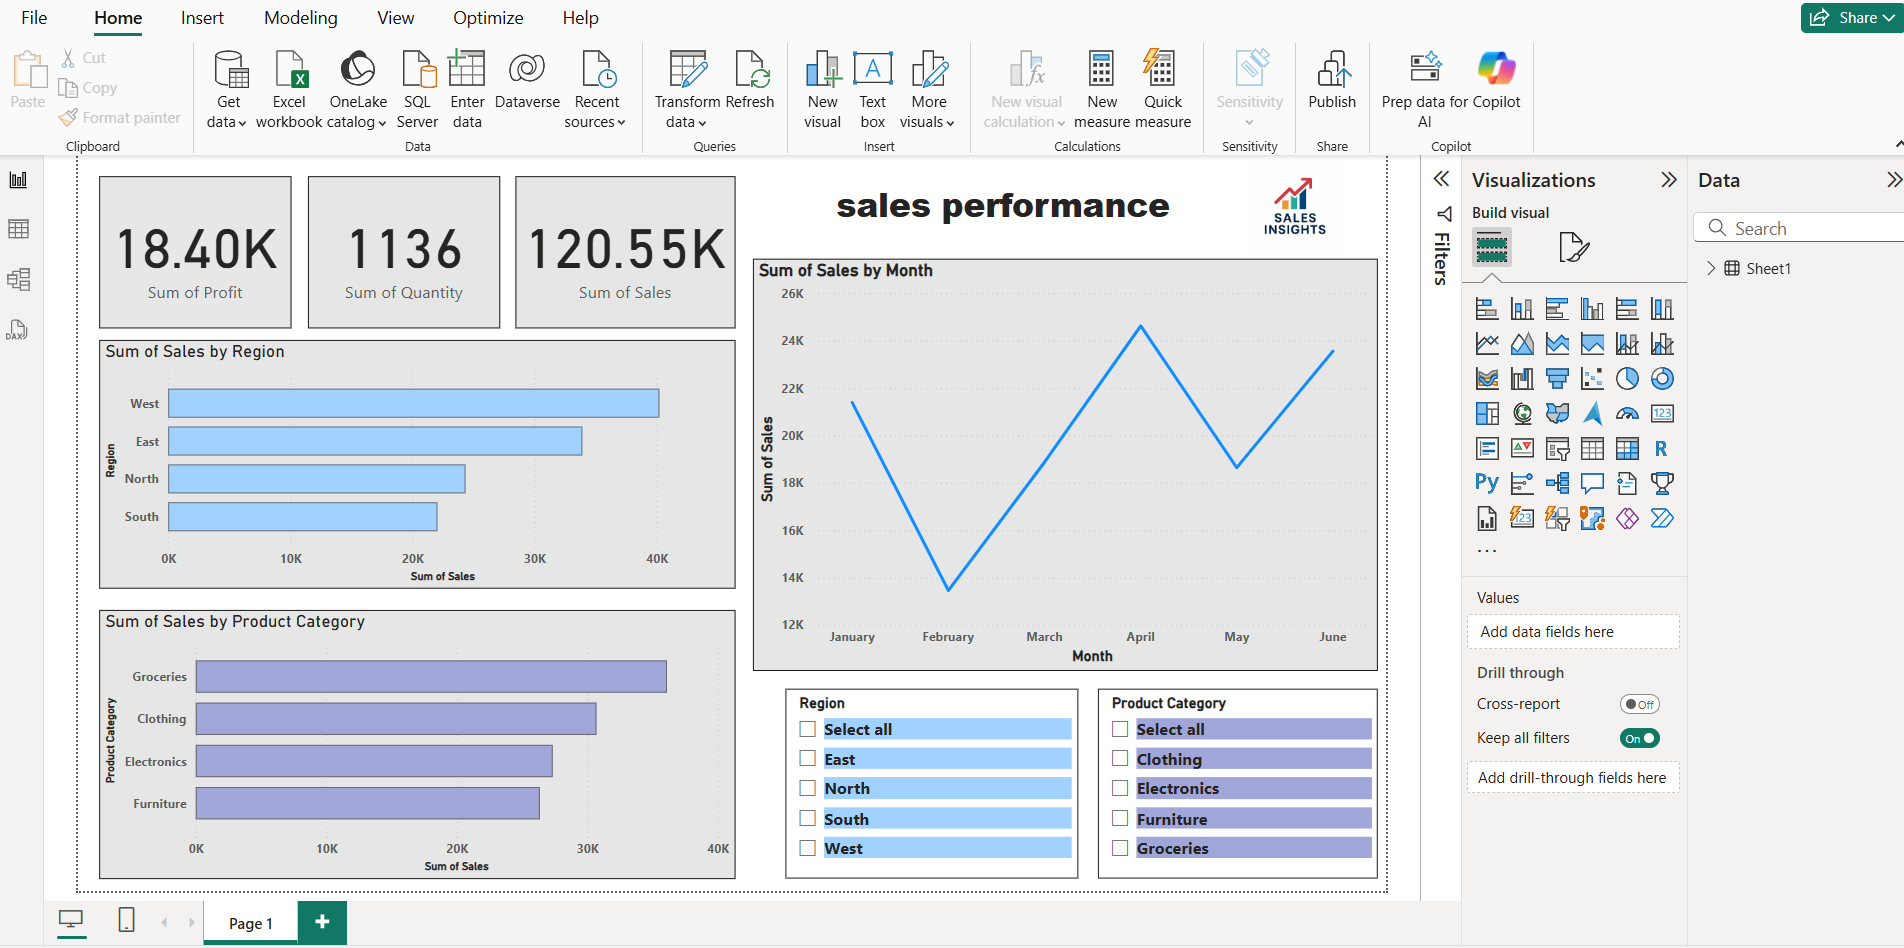 File Home Insert Modeling View Optimize Help
Share
Paste
Cut
Copy
Format painter
Clipboard
Get data
Excel workbook
OneLake catalog
SQL Server
Enter data
Dataverse
Recent sources
Data
Transform data
Refresh
Queries
New visual
Text box
More visuals
Insert
New visual calculation
New measure
Quick measure
Calculations
Sensitivity
Sensitivity
Publish
Share
Prep data for AI
Copilot
Copilot
DAX
18.40K
Sum of Profit
1136
Sum of Quantity
120.55K
Sum of Sales
sales performance
SALES
INSIGHTS
Sum of Sales by Region
Region
West
East
North
South
0K 10K 20K 30K 40K
Sum of Sales
Sum of Sales by Product Category
Product Category
Groceries
Clothing
Electronics
Furniture
0K 10K 20K 30K 40K
Sum of Sales
Sum of Sales by Month
Sum of Sales
26K
24K
22K
20K
18K
16K
14K
12K
January February March April May June
Month
Region
Select all
East
North
South
West
Product Category
Select all
Clothing
Electronics
Furniture
Groceries
Filters
Visualizations
Build visual
123
R
Py
123
...
Values
Add data fields here
Drill through
Cross-report
Off
Keep all filters
On
Add drill-through fields here
Data
Search
Sheet1
Page 1
+